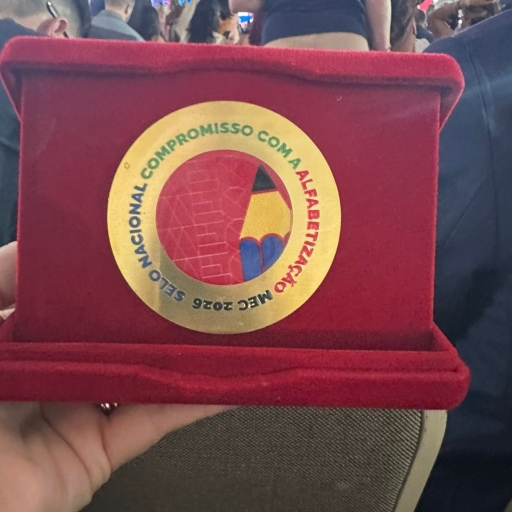 SELO NACIONAL COMPROMISSO COM A ALFABETIZAÇÃO MEC 2026